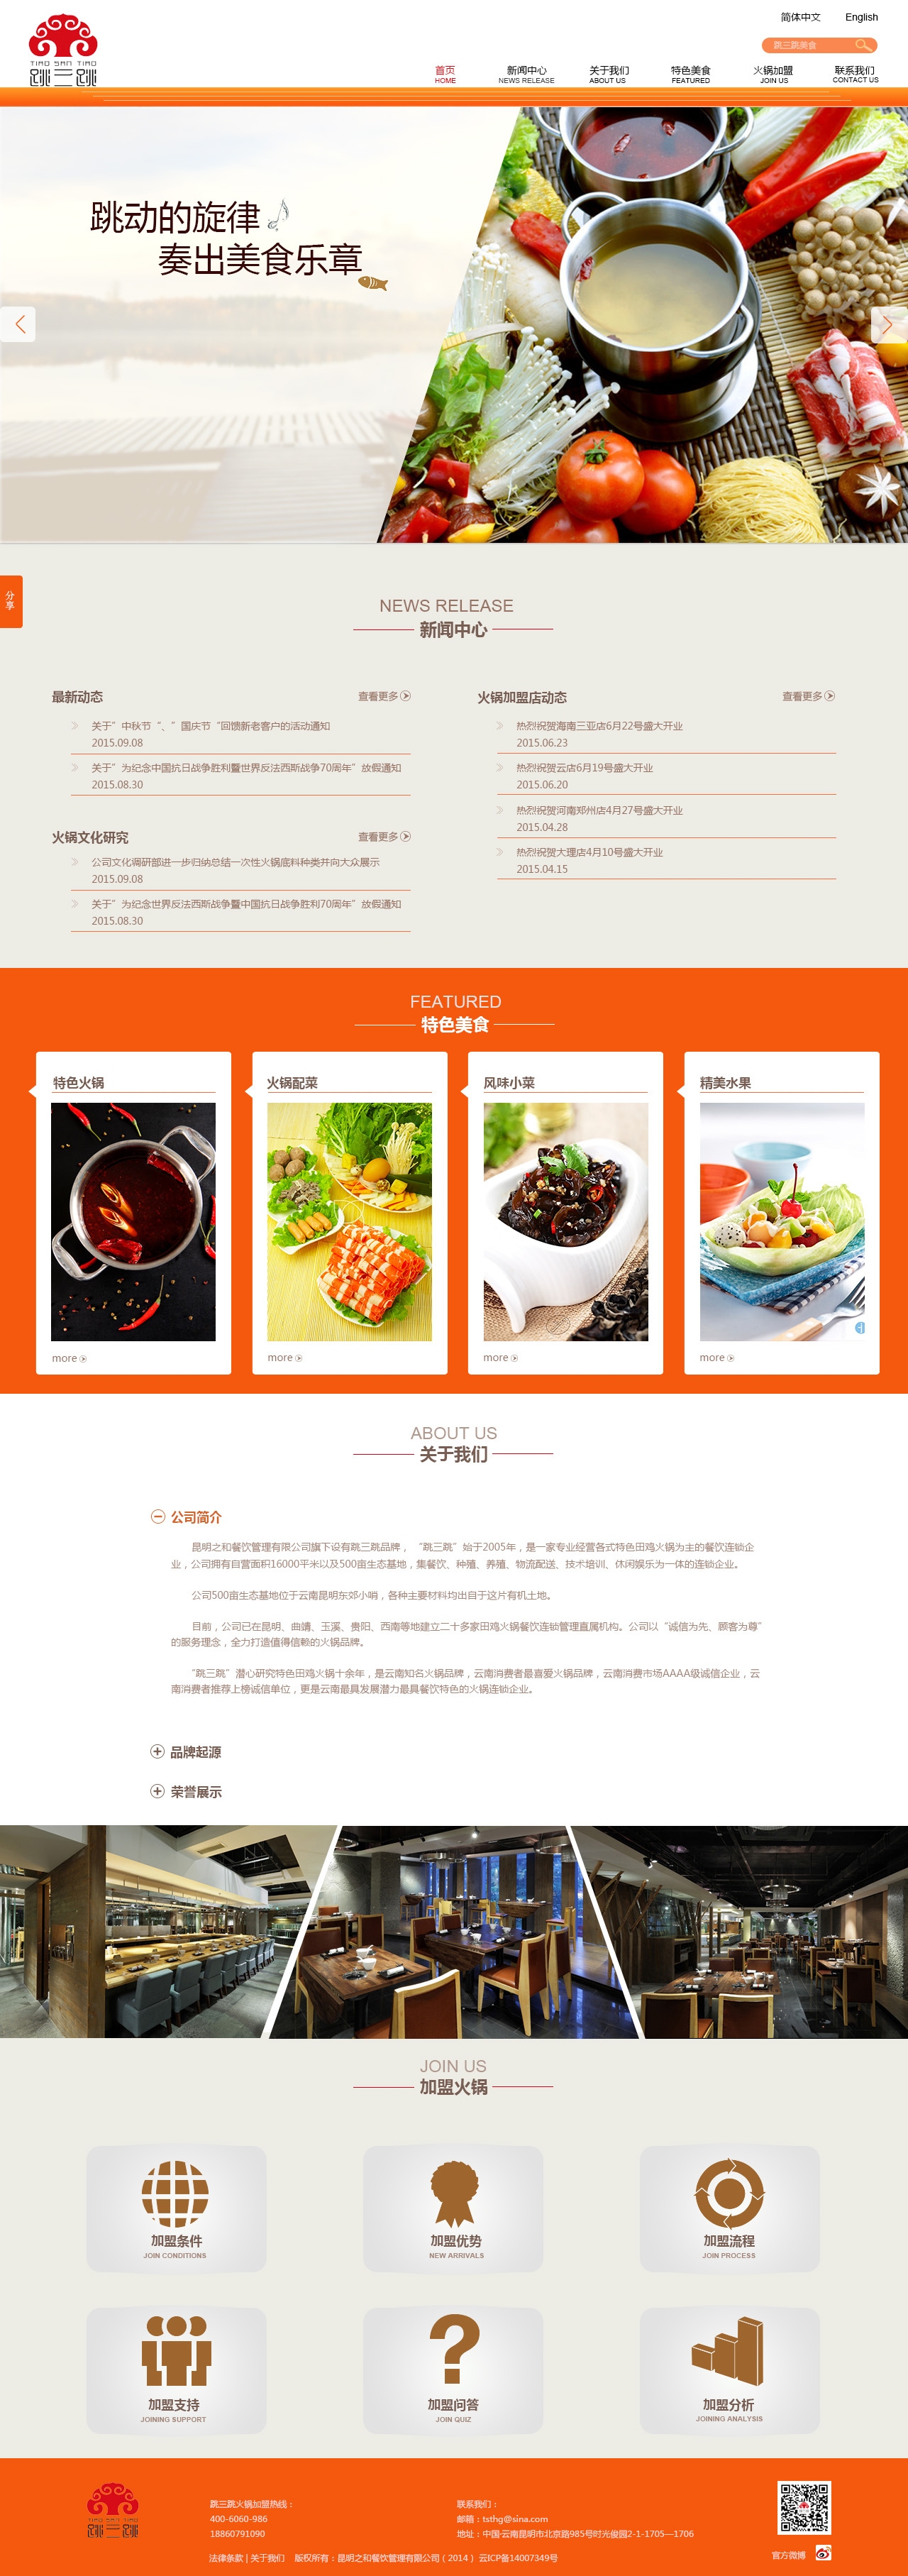 简体中文 English
TIAO SAN TIAO
跳三跳
跳三跳美食
首页 新闻中心 关于我们 特色美食 火锅加盟 联系我们
HOME NEWS RELEASE ABOUT US FEATURED JOIN US CONTACT US
跳动的旋律
奏出美食乐章
分享
NEWS RELEASE
新闻中心
最新动态 查看更多
关于”中秋节“、”国庆节“回馈新老客户的活动通知
2015.09.08
关于”为纪念中国抗日战争胜利暨世界反法西斯战争70周年”放假通知
2015.08.30
火锅文化研究 查看更多
公司文化调研部进一步归纳总结一次性火锅底料种类并向大众展示
2015.09.08
关于”为纪念世界反法西斯战争暨中国抗日战争胜利70周年”放假通知
2015.08.30
火锅加盟店动态 查看更多
热烈祝贺海南三亚店6月22号盛大开业
2015.06.23
热烈祝贺云店6月19号盛大开业
2015.06.20
热烈祝贺河南郑州店4月27号盛大开业
2015.04.28
热烈祝贺大理店4月10号盛大开业
2015.04.15
FEATURED
特色美食
特色火锅 火锅配菜 风味小菜 精美水果
more more more more
ABOUT US
关于我们
公司简介
昆明之和餐饮管理有限公司旗下设有跳三跳品牌， “跳三跳”始于2005年，是一家专业经营各式特色田鸡火锅为主的餐饮连锁企
业，公司拥有自营面积16000平米以及500亩生态基地，集餐饮、种殖、养殖、物流配送、技术培训、休闲娱乐为一体的连锁企业。
公司500亩生态基地位于云南昆明东郊小哨，各种主要材料均出自于这片有机土地。
目前，公司已在昆明、曲靖、玉溪、贵阳、西南等地建立二十多家田鸡火锅餐饮连锁管理直属机构。公司以“诚信为先、顾客为尊”
的服务理念，全力打造值得信赖的火锅品牌。
“跳三跳”潜心研究特色田鸡火锅十余年，是云南知名火锅品牌，云南消费者最喜爱火锅品牌，云南消费市场AAAA级诚信企业，云
南消费者推荐上榜诚信单位，更是云南最具发展潜力最具餐饮特色的火锅连锁企业。
品牌起源
荣誉展示
JOIN US
加盟火锅
加盟条件 加盟优势 加盟流程
JOIN CONDITIONS NEW ARRIVALS JOIN PROCESS
加盟支持 加盟问答 加盟分析
JOINING SUPPORT JOIN QUIZ JOINING ANALYSIS
TIAO SAN TIAO
跳三跳
跳三跳火锅加盟热线：
400-6060-986
18860791090
联系我们：
邮箱：tsthg@sina.com
地址：中国·云南昆明市北京路985号时光俊园2-1-1705—1706
官方微博
法律条款 | 关于我们 版权所有：昆明之和餐饮管理有限公司（2014） 云ICP备14007349号